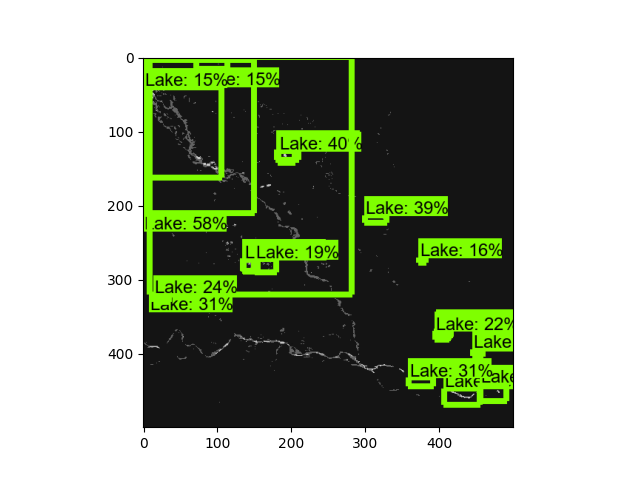 0
Lake: 15%
e: 15%
100
Lake: 40%
200
Lake: 39%
Lake: 58%
Lake: 16%
L
Lake: 19%
300
Lake: 24%
Lake: 31%
Lake: 22%
Lake
400
Lake: 31%
Lake
Lake
0 100 200 300 400